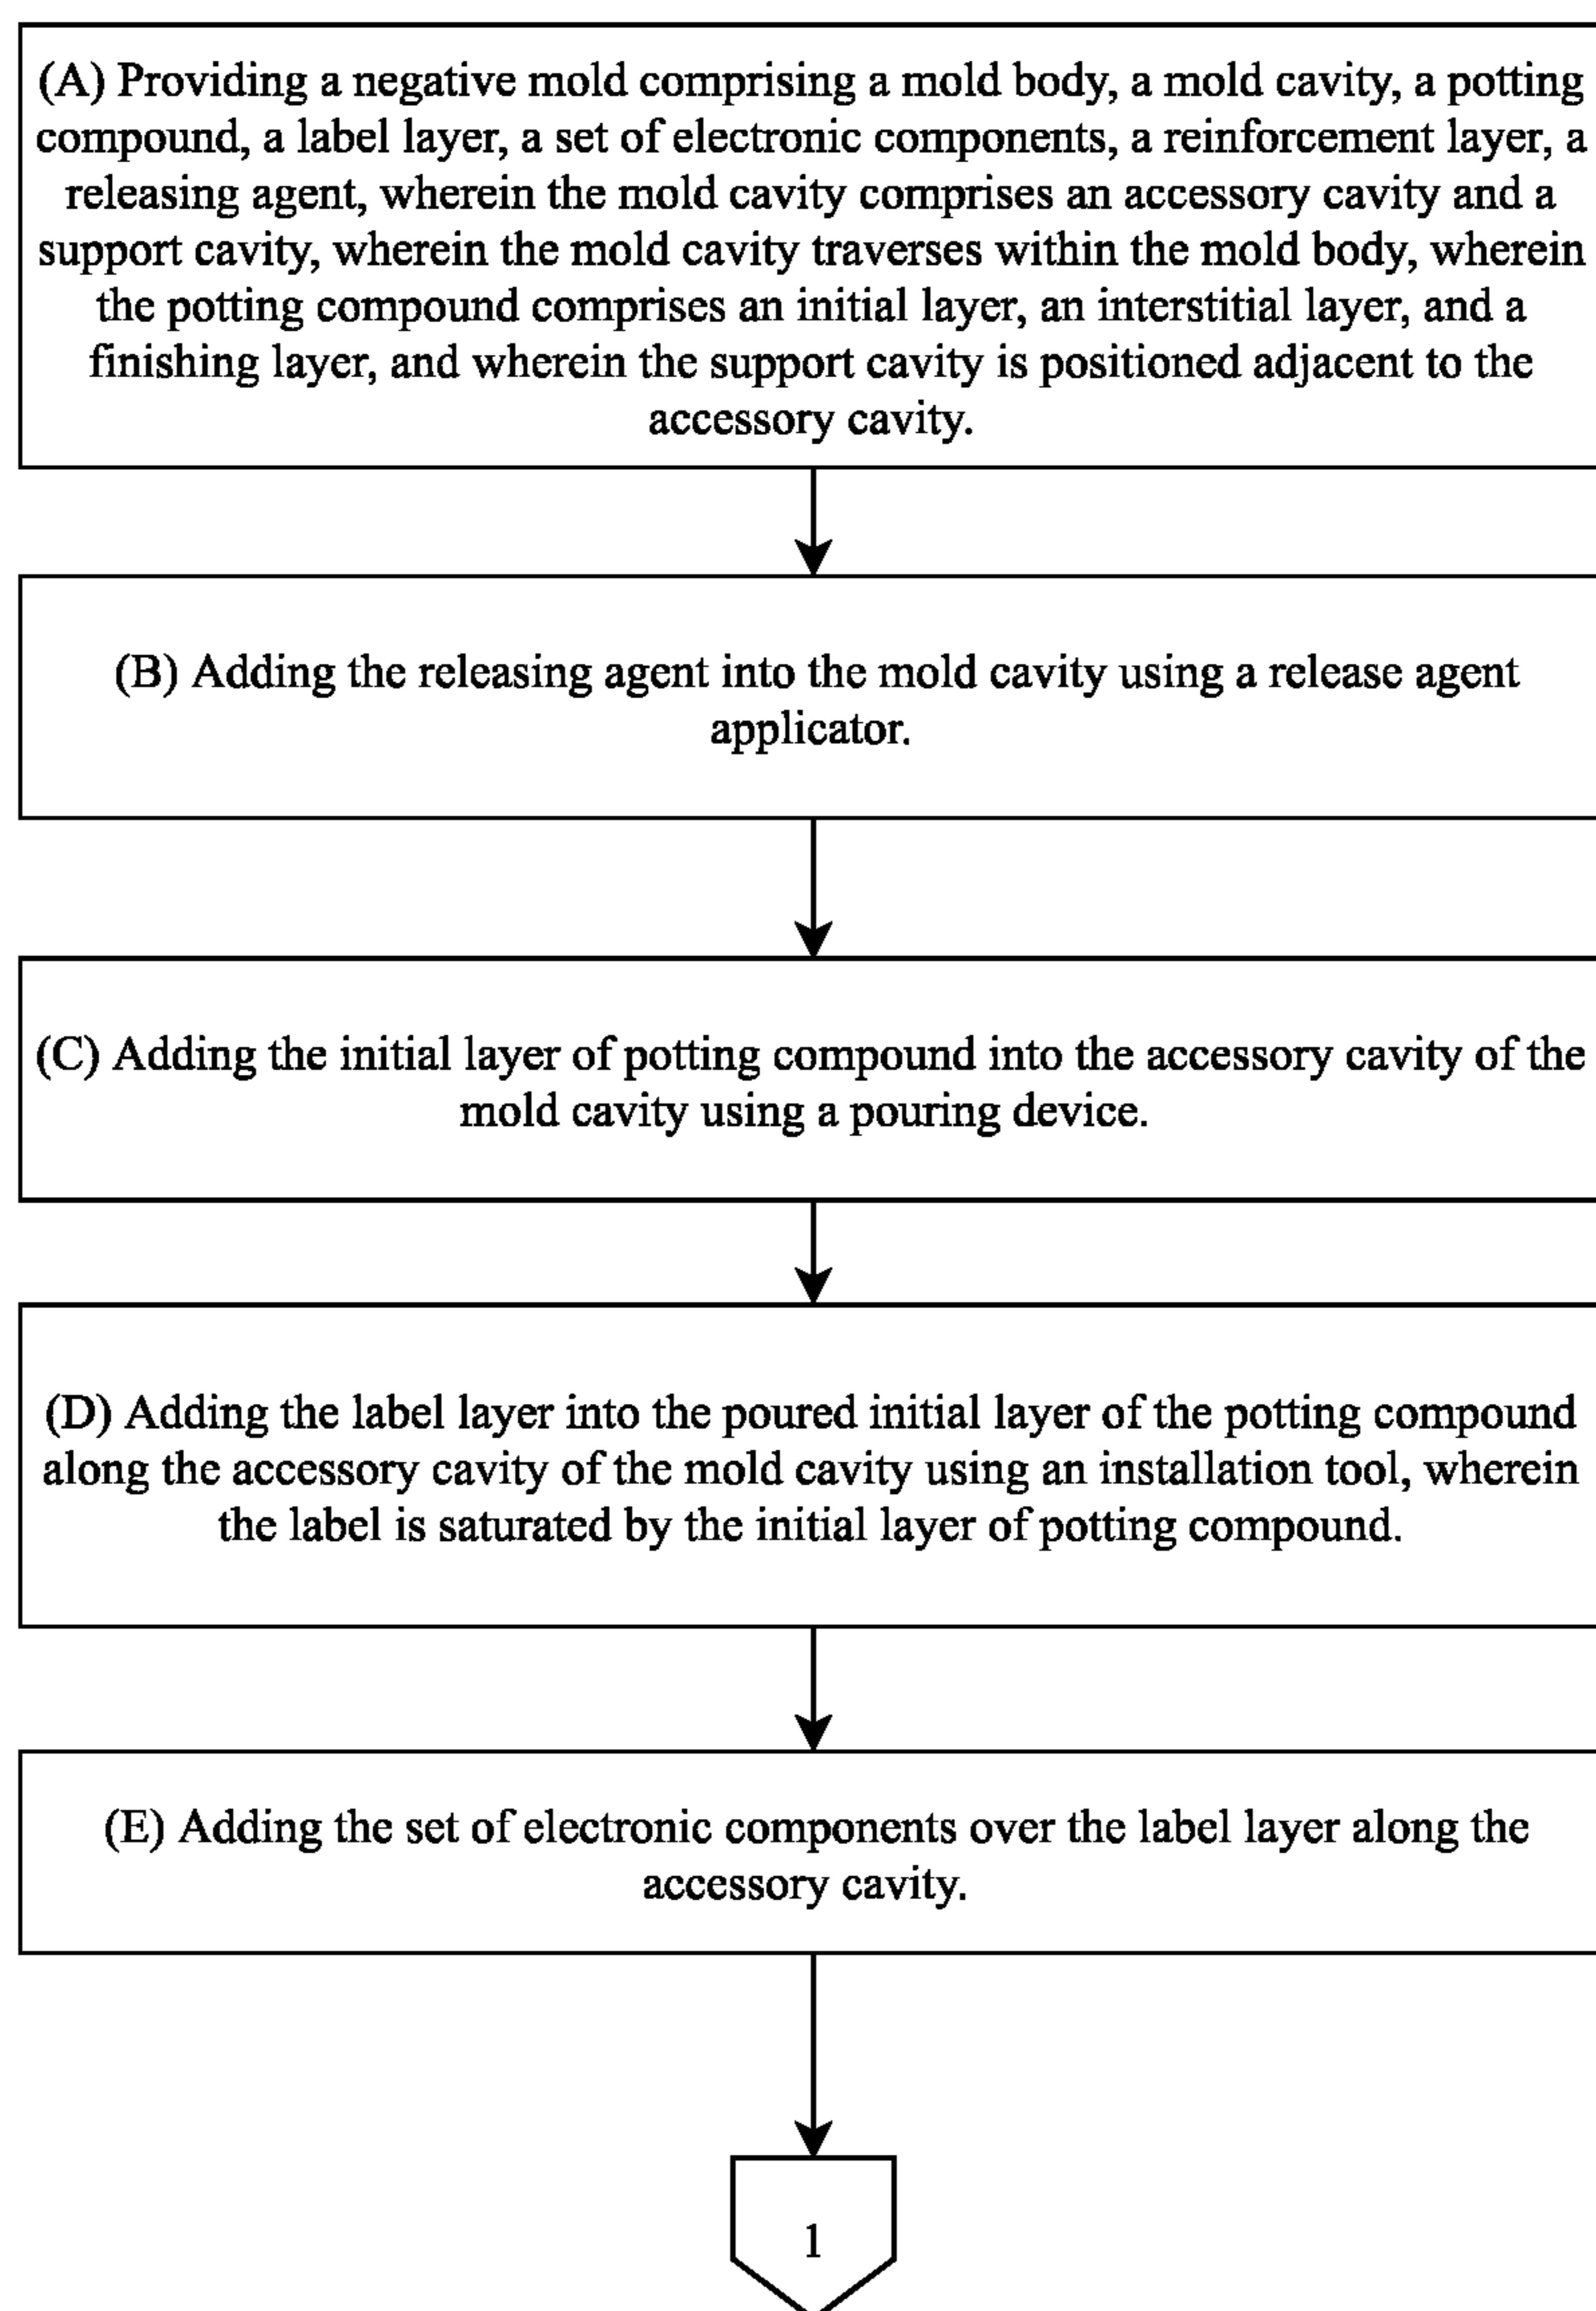 (A) Providing a negative mold comprising a mold body, a mold cavity, a potting
compound, a label layer, a set of electronic components, a reinforcement layer, a
releasing agent, wherein the mold cavity comprises an accessory cavity and a
support cavity, wherein the mold cavity traverses within the mold body, wherein
the potting compound comprises an initial layer, an interstitial layer, and a
finishing layer, and wherein the support cavity is positioned adjacent to the
accessory cavity.
(B) Adding the releasing agent into the mold cavity using a release agent
applicator.
(C) Adding the initial layer of potting compound into the accessory cavity of the
mold cavity using a pouring device.
(D) Adding the label layer into the poured initial layer of the potting compound
along the accessory cavity of the mold cavity using an installation tool, wherein
the label is saturated by the initial layer of potting compound.
(E) Adding the set of electronic components over the label layer along the
accessory cavity.
1